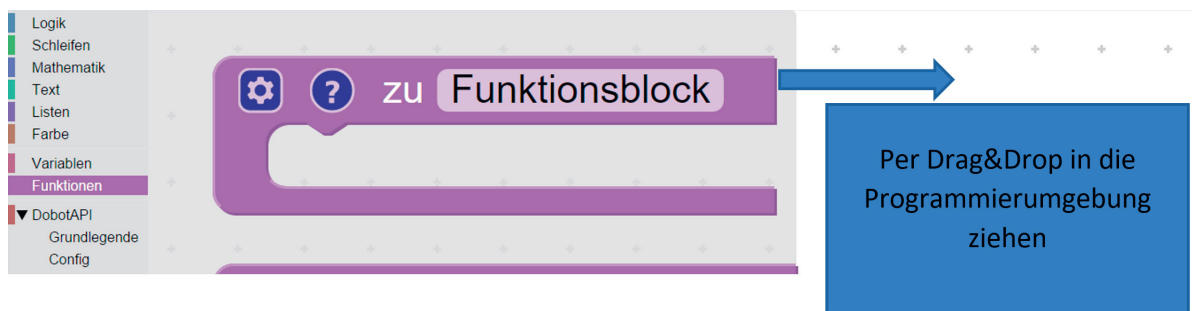 Logik
Schleifen
Mathematik
Text
Listen
Farbe
Variablen
Funktionen
▼ DobotAPI
Grundlegende
Config
? zu Funktionsblock
Per Drag&Drop in die
Programmierumgebung
ziehen